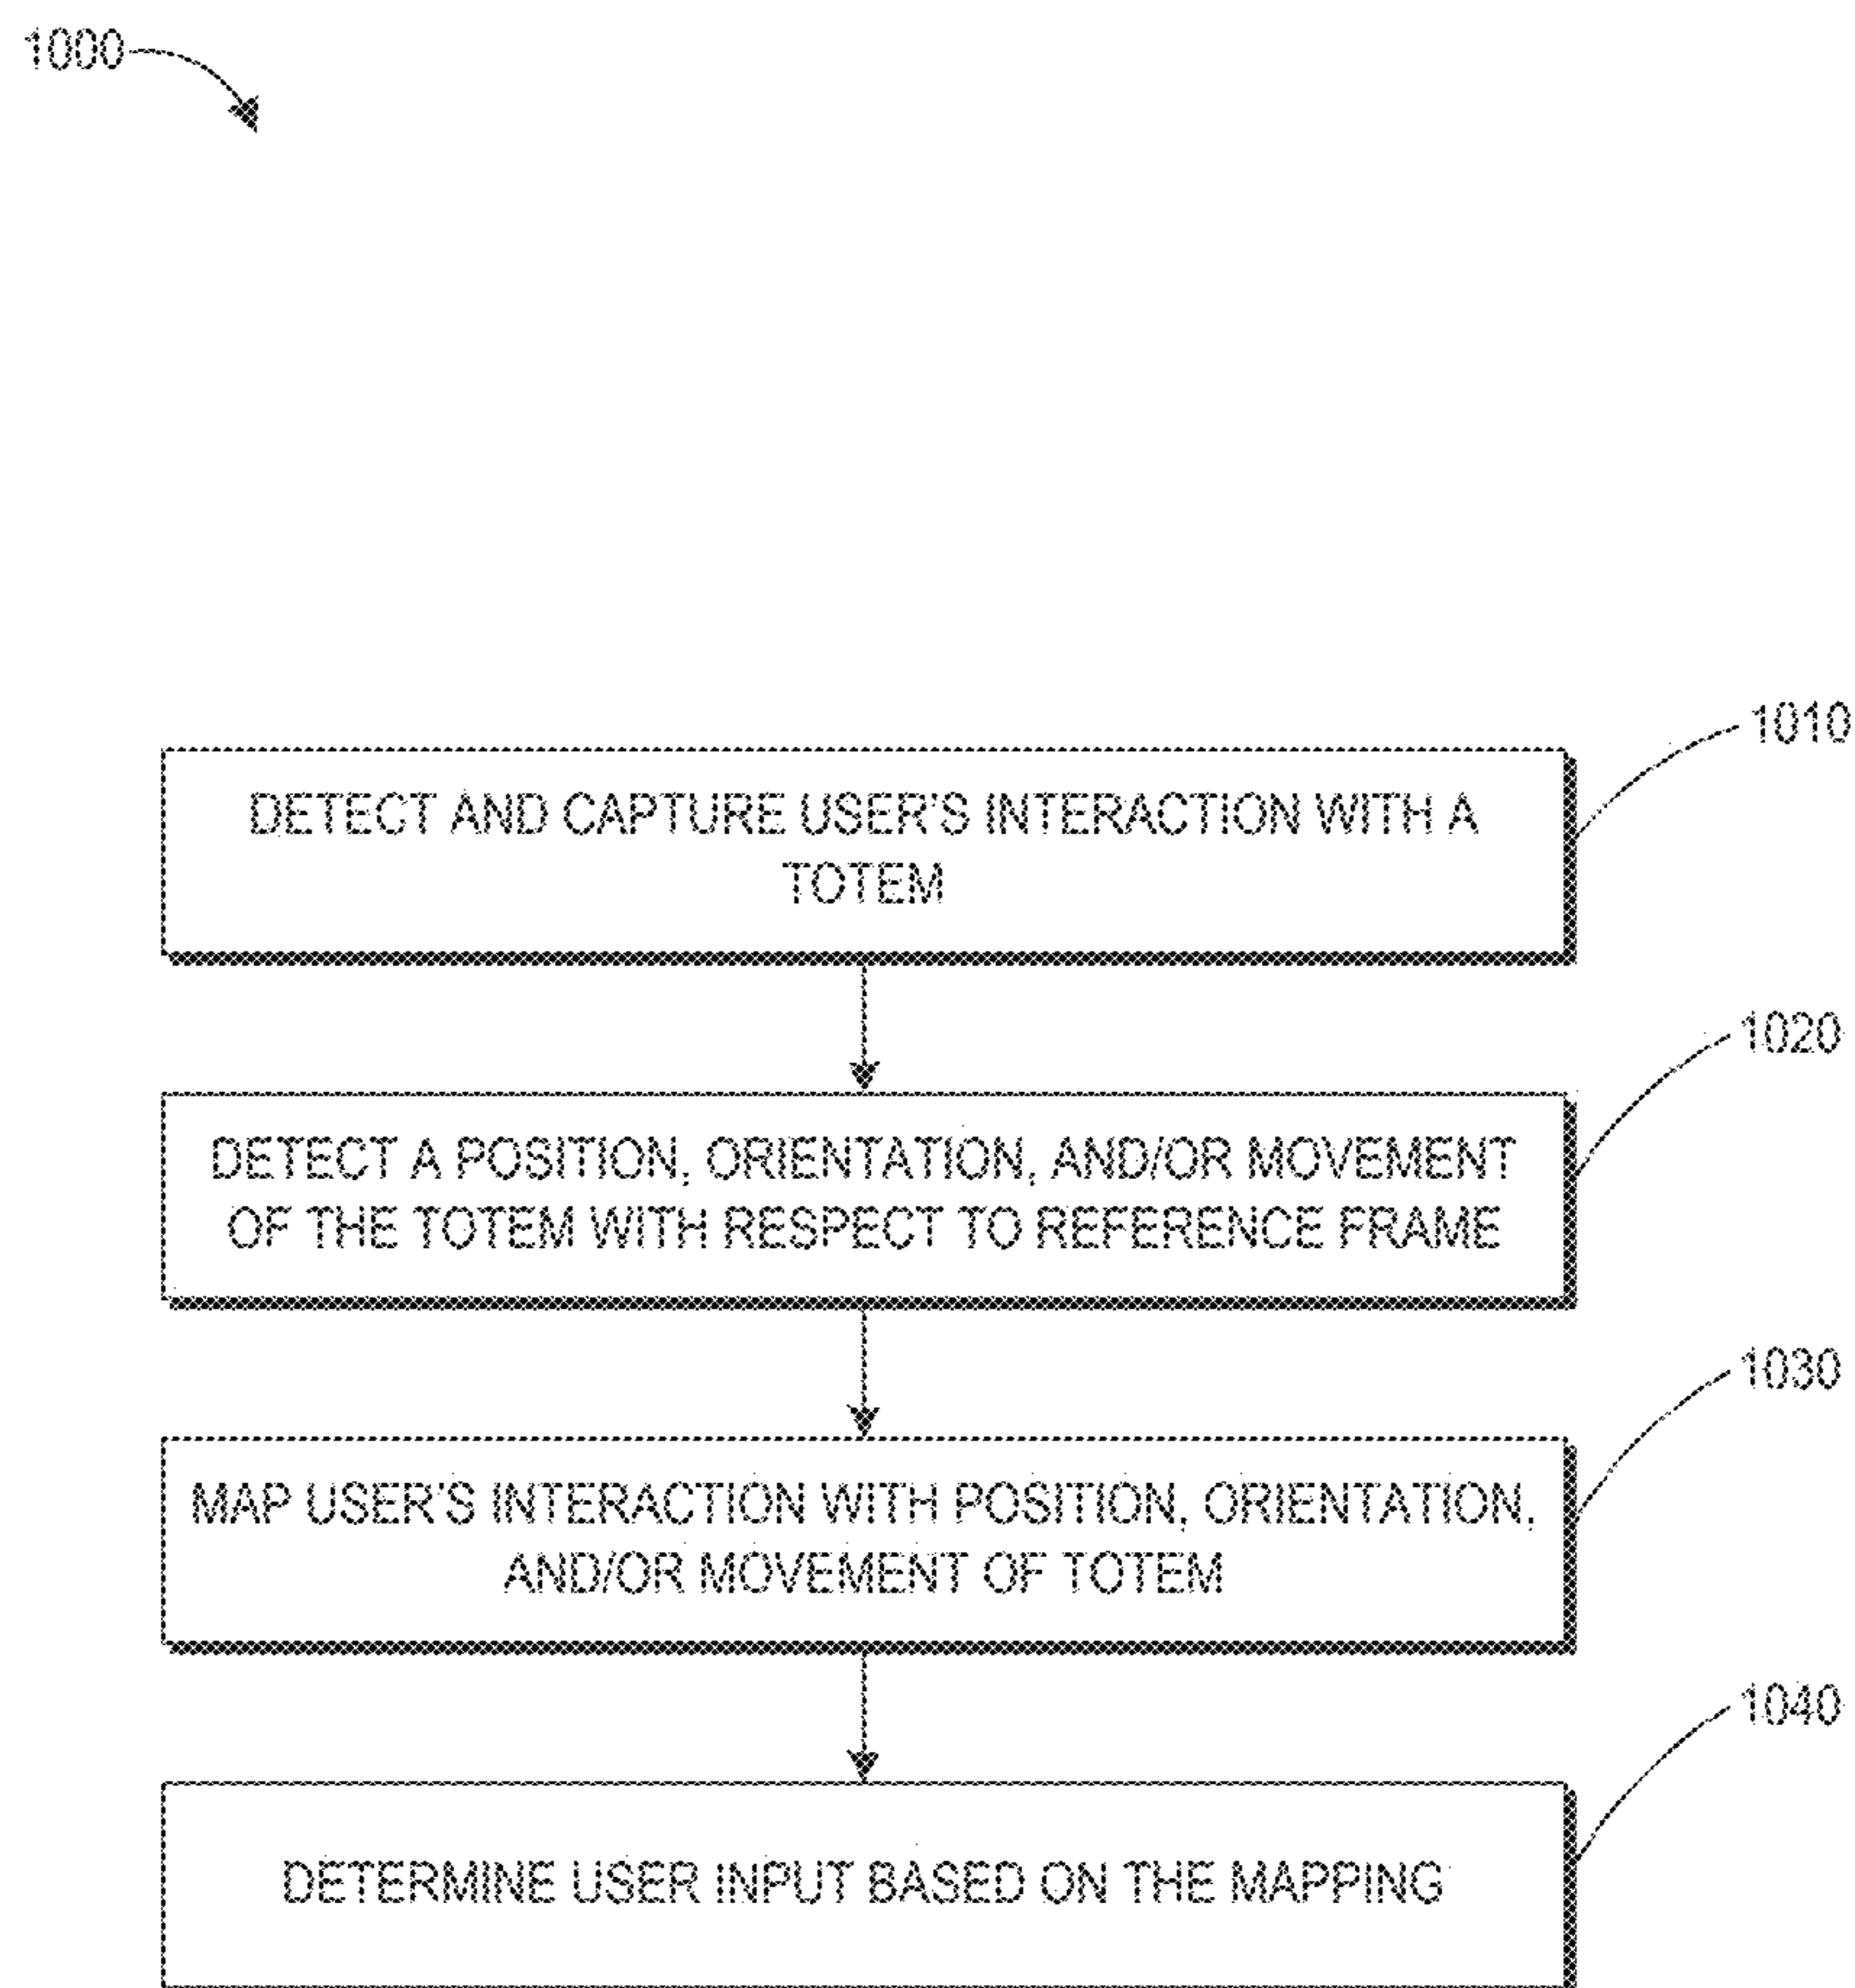 1000
1010
DETECT AND CAPTURE USER'S INTERACTION WITH A
TOTEM
1020
DETECT A POSITION, ORIENTATION, AND/OR MOVEMENT
OF THE TOTEM WITH RESPECT TO REFERENCE FRAME
1030
MAP USER'S INTERACTION WITH POSITION, ORIENTATION,
AND/OR MOVEMENT OF TOTEM
1040
DETERMINE USER INPUT BASED ON THE MAPPING